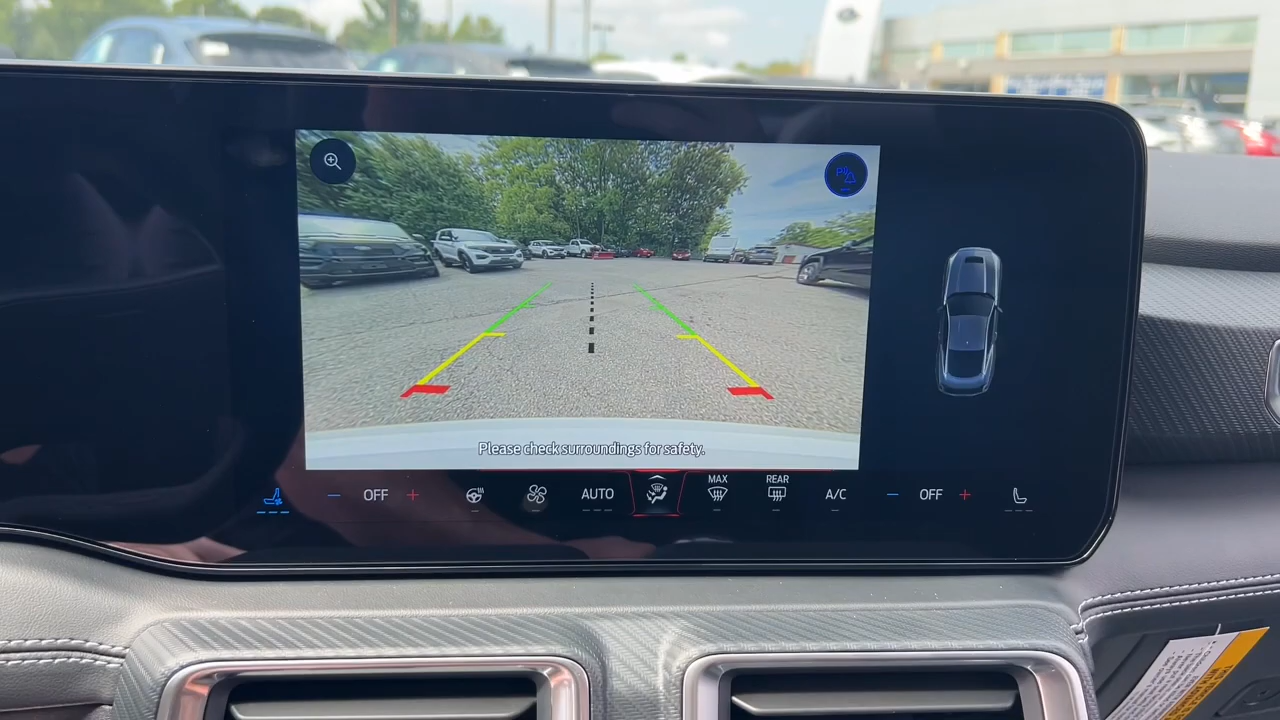 Please check surroundings for safety.
OFF
AUTO
MAX
REAR
A/C
OFF